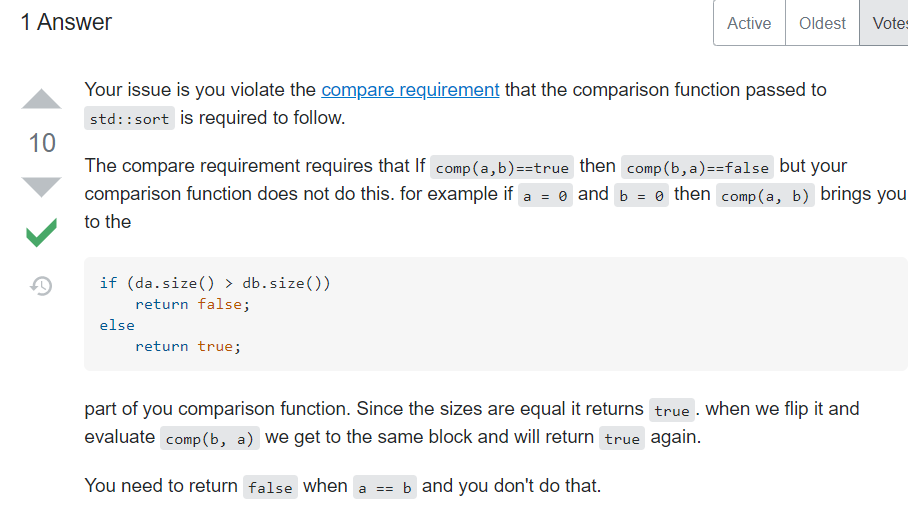 1 Answer
Active
Oldest
Votes
Your issue is you violate the compare requirement that the comparison function passed to
std::sort is required to follow.
10
The compare requirement requires that If comp(a,b)==true then comp(b,a)==false but your
comparison function does not do this. for example if a = 0 and b = 0 then comp(a, b) brings you
to the
if (da.size() > db.size())
    return false;
else
    return true;
part of you comparison function. Since the sizes are equal it returns true. when we flip it and
evaluate comp(b, a) we get to the same block and will return true again.
You need to return false when a == b and you don't do that.